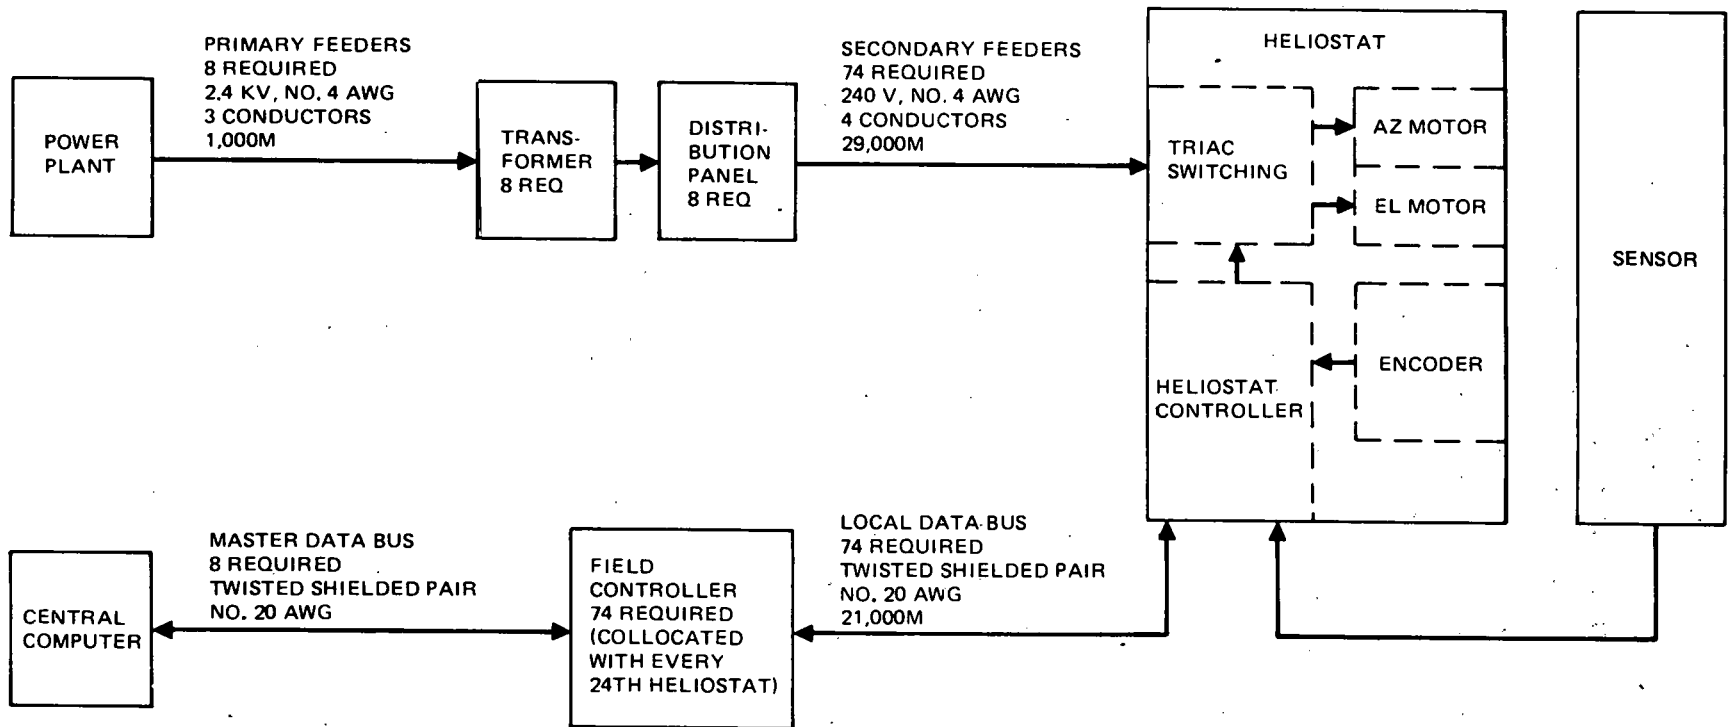 PRIMARY FEEDERS
8 REQUIRED
2.4 KV, NO. 4 AWG
3 CONDUCTORS
1,000M
SECONDARY FEEDERS
74 REQUIRED
240 V, NO. 4 AWG
4 CONDUCTORS
29,000M
POWER
PLANT
TRANS-
FORMER
8 REQ
DISTRI-
BUTION
PANEL
8 REQ
HELIOSTAT
TRIAC
SWITCHING
AZ MOTOR
EL MOTOR
SENSOR
HELIOSTAT
CONTROLLER
ENCODER
CENTRAL
COMPUTER
MASTER DATA BUS
8 REQUIRED
TWISTED SHIELDED PAIR
NO. 20 AWG
FIELD
CONTROLLER
74 REQUIRED
(COLLOCATED
WITH EVERY
24TH HELIOSTAT)
LOCAL DATA BUS
74 REQUIRED
TWISTED SHIELDED PAIR
NO. 20 AWG
21,000M